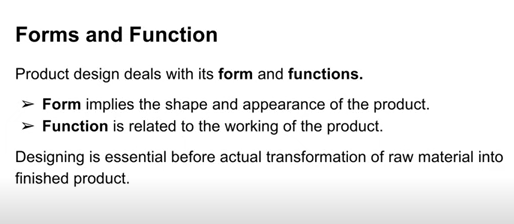 Forms and Function
Product design deals with its form and functions.
➢ Form implies the shape and appearance of the product.
➢ Function is related to the working of the product.
Designing is essential before actual transformation of raw material into
finished product.